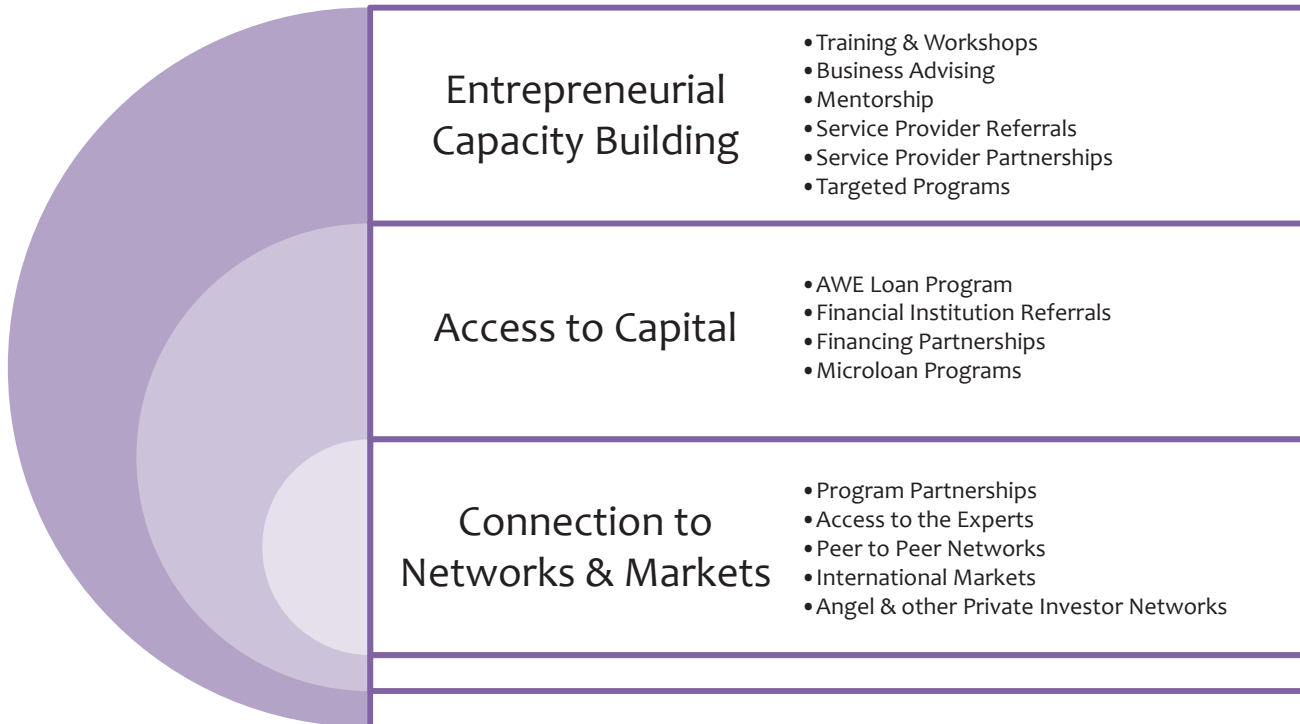 Entrepreneurial
Capacity Building
•Training & Workshops
•Business Advising
•Mentorship
•Service Provider Referrals
•Service Provider Partnerships
•Targeted Programs
Access to Capital
•AWE Loan Program
•Financial Institution Referrals
•Financing Partnerships
•Microloan Programs
Connection to
Networks & Markets
•Program Partnerships
•Access to the Experts
•Peer to Peer Networks
•International Markets
•Angel & other Private Investor Networks